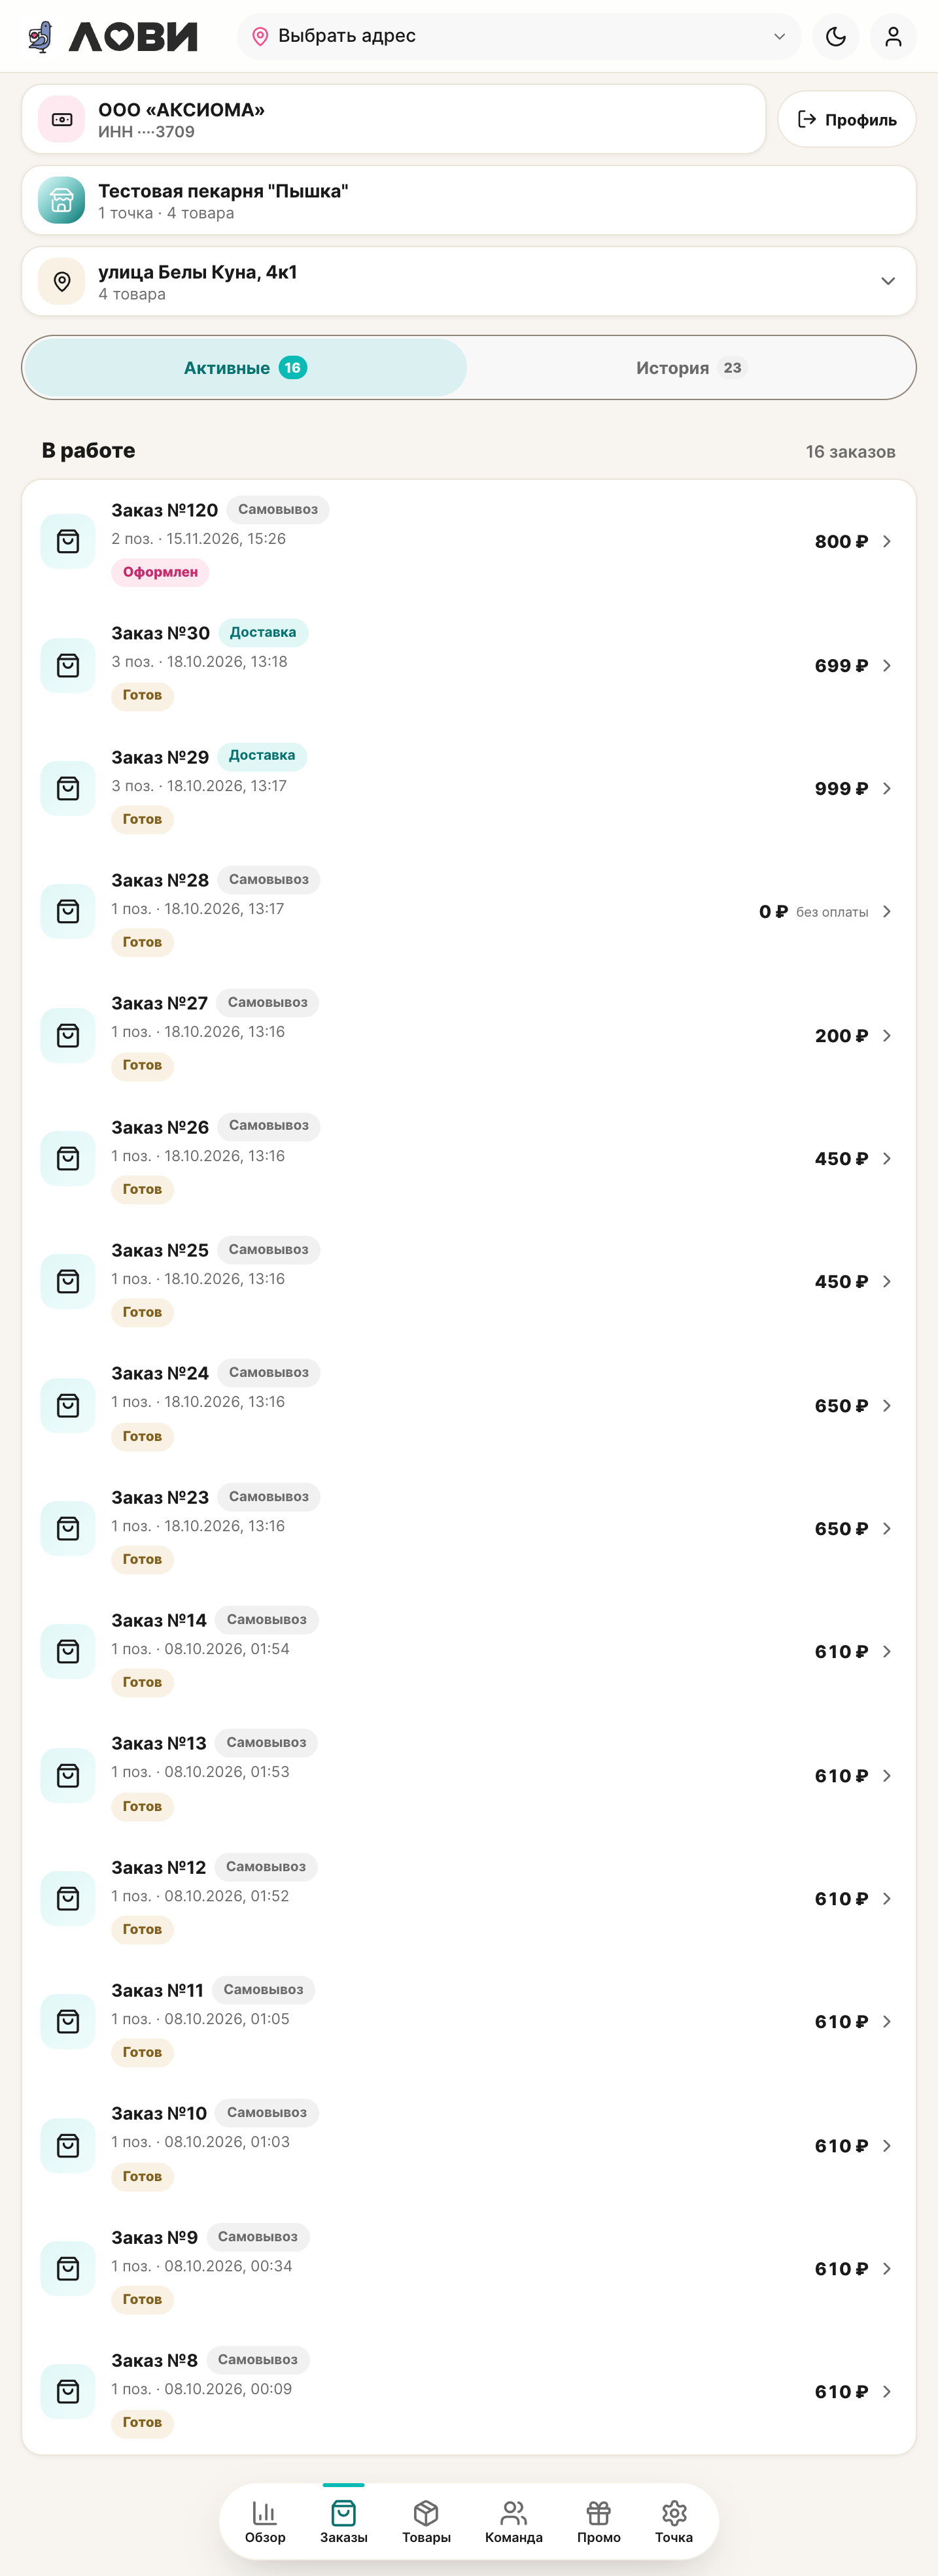 ЛОВИ
Выбрать адрес
ООО «АКСИОМА»
ИНН ····3709
Профиль
Тестовая пекарня "Пышка"
1 точка · 4 товара
улица Белы Куна, 4к1
4 товара
Активные 16
История 23
В работе
16 заказов
Заказ №120 Самовывоз
2 поз. · 15.11.2026, 15:26
Оформлен
800 ₽
Заказ №30 Доставка
3 поз. · 18.10.2026, 13:18
Готов
699 ₽
Заказ №29 Доставка
3 поз. · 18.10.2026, 13:17
Готов
999 ₽
Заказ №28 Самовывоз
1 поз. · 18.10.2026, 13:17
Готов
0 ₽ без оплаты
Заказ №27 Самовывоз
1 поз. · 18.10.2026, 13:16
Готов
200 ₽
Заказ №26 Самовывоз
1 поз. · 18.10.2026, 13:16
Готов
450 ₽
Заказ №25 Самовывоз
1 поз. · 18.10.2026, 13:16
Готов
450 ₽
Заказ №24 Самовывоз
1 поз. · 18.10.2026, 13:16
Готов
650 ₽
Заказ №23 Самовывоз
1 поз. · 18.10.2026, 13:16
Готов
650 ₽
Заказ №14 Самовывоз
1 поз. · 08.10.2026, 01:54
Готов
610 ₽
Заказ №13 Самовывоз
1 поз. · 08.10.2026, 01:53
Готов
610 ₽
Заказ №12 Самовывоз
1 поз. · 08.10.2026, 01:52
Готов
610 ₽
Заказ №11 Самовывоз
1 поз. · 08.10.2026, 01:05
Готов
610 ₽
Заказ №10 Самовывоз
1 поз. · 08.10.2026, 01:03
Готов
610 ₽
Заказ №9 Самовывоз
1 поз. · 08.10.2026, 00:34
Готов
610 ₽
Заказ №8 Самовывоз
1 поз. · 08.10.2026, 00:09
Готов
610 ₽
Обзор
Заказы
Товары
Команда
Промо
Точка